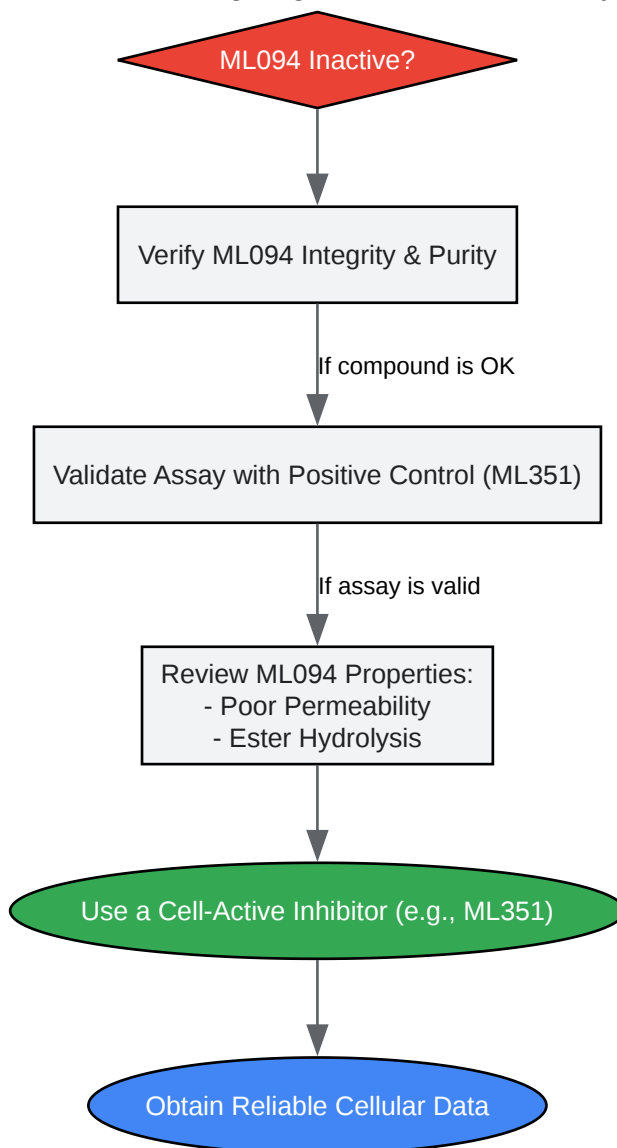 ML094 Inactive?
Verify ML094 Integrity & Purity
If compound is OK
Validate Assay with Positive Control (ML351)
If assay is valid
Review ML094 Properties:
- Poor Permeability
- Ester Hydrolysis
Use a Cell-Active Inhibitor (e.g., ML351)
Obtain Reliable Cellular Data